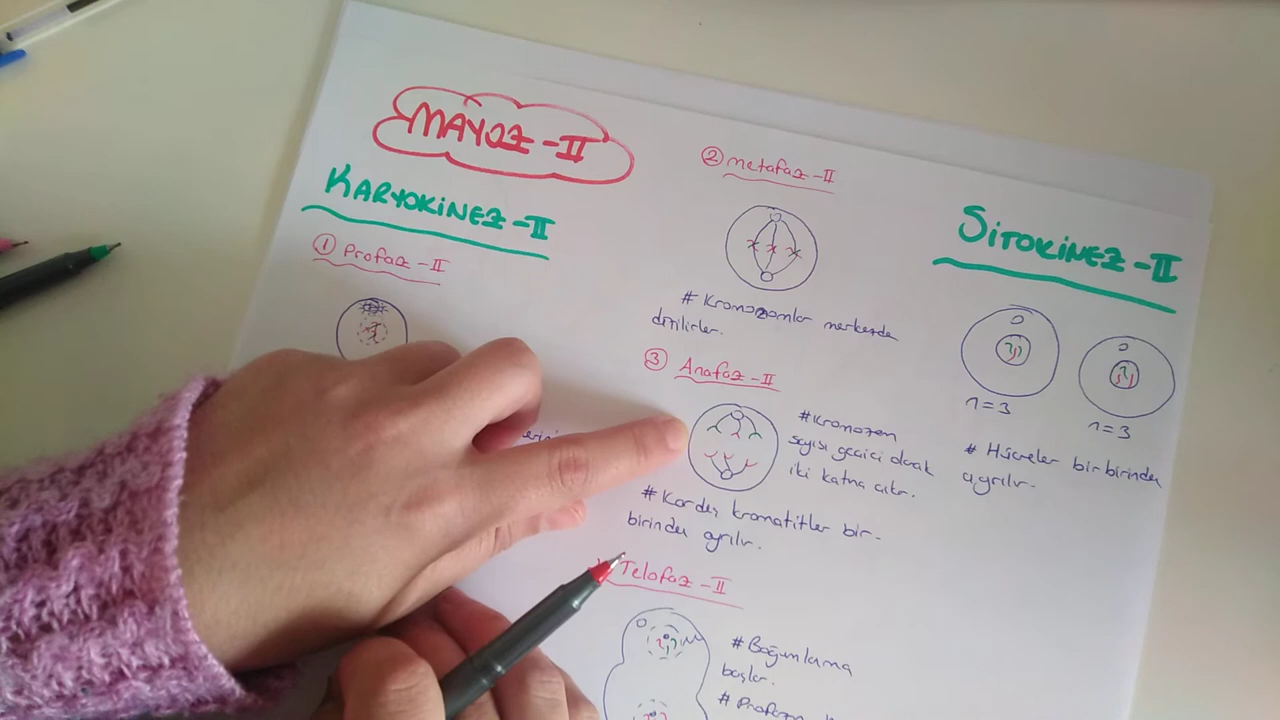 MAYOZ-II
KARYOKİNEZ-II
① Profaz-II
② metafaz-II
# Kromozomlar merkezde
dizilirler.
③ Anafaz-II
# Kromozom
sayısı geçici olarak
iki katına çıkar.
# Kardeş kromatitler bir-
birinden ayrılır.
Telofaz-II
# Boğumlama
başlar.
SİTOKİNEZ-II
n=3
n=3
# Hücreler birbirinden
ayrılır.